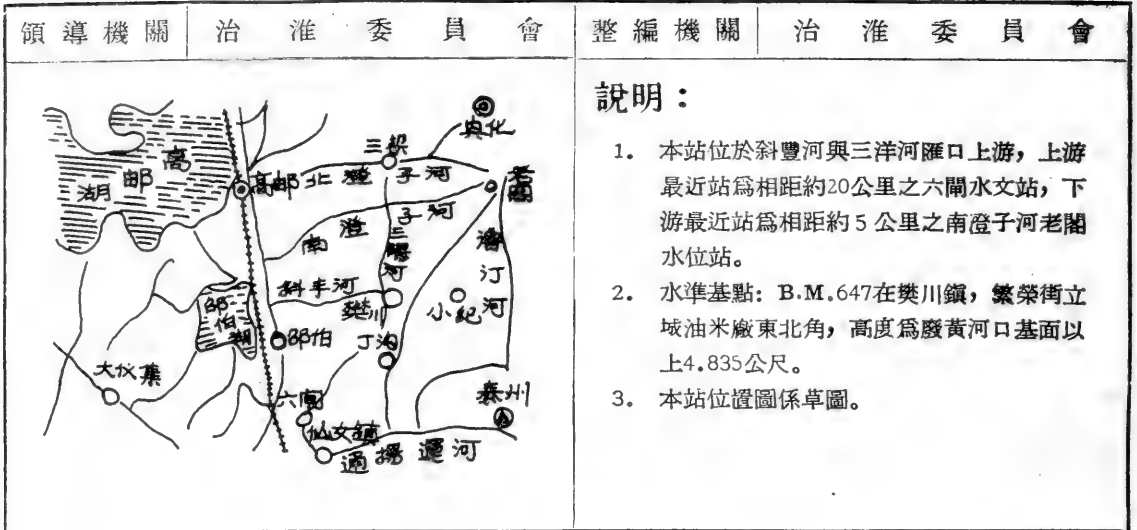 領導機關 治淮委員會 整編機關 治淮委員會
說明：
1. 本站位於斜豐河與三洋河匯口上游，上游
最近站爲相距約20公里之六閘水文站，下
游最近站爲相距約5公里之南澄子河老閣
水位站。
2. 水準基點：B.M.647在樊川鎭，繁榮街立
城油米廠東北角，高度爲廢黃河口基面以
上4.835公尺。
3. 本站位置圖係草圖。
興化
三垛
高郵湖
高郵
北澄子河
老閣
南澄子河
三陽河
澛汀河
斜丰河
樊川
小紀
邵伯湖
邵伯
丁溝
大伙集
六閘
泰州
仙女鎮
通揚運河